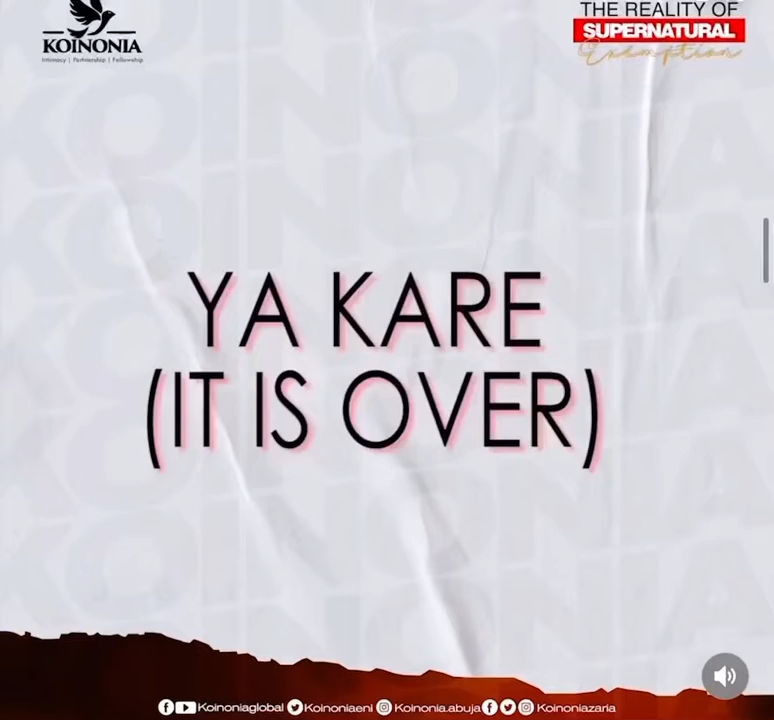 KOINONIA
Intimacy | Partnership | Fellowship
THE REALITY OF
SUPERNATURAL
Exemption
YA KARE
(IT IS OVER)
Koinoniaglobal Koinoniaeni Koinonia.abuja Koinoniazaria